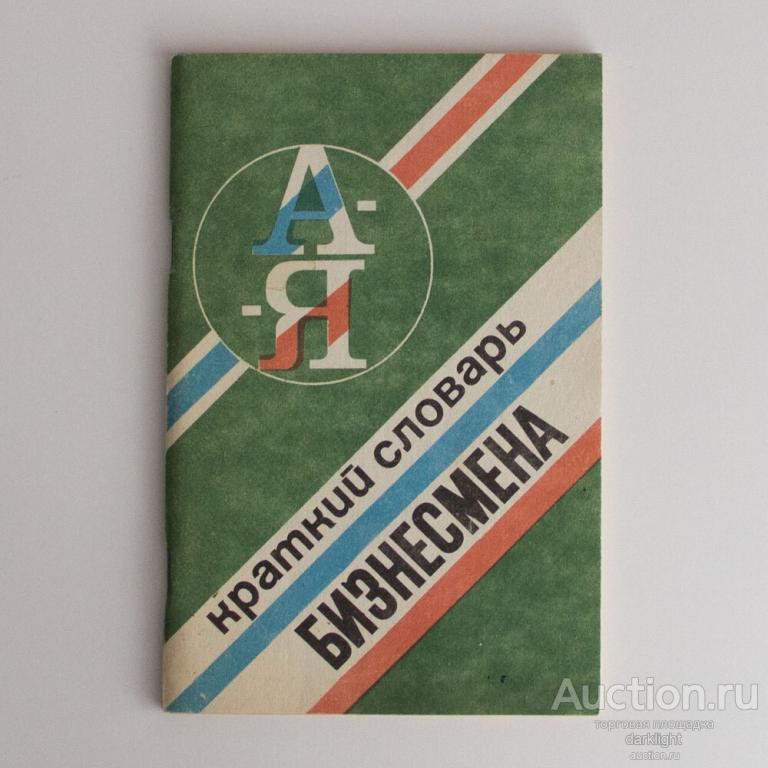 А-
-Я
краткий словарь
БИЗНЕСМЕНА
Auction.ru
торговая площадка
darklight
auction.ru